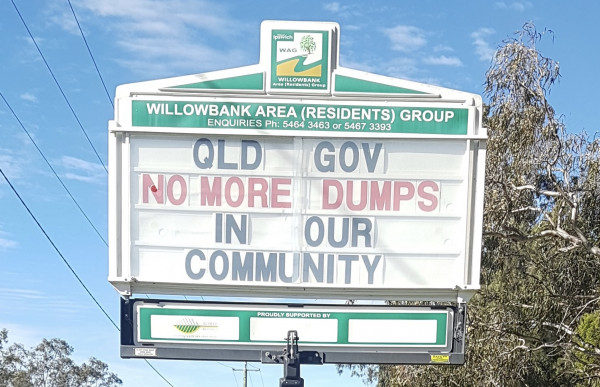 Ipswich
WAG
WILLOWBANK
Area (Residents) Group
WILLOWBANK AREA (RESIDENTS) GROUP
ENQUIRIES Ph: 5464 3463 or 5467 3393
QLD GOV
NO MORE DUMPS
IN OUR
COMMUNITY
PROUDLY SUPPORTED BY